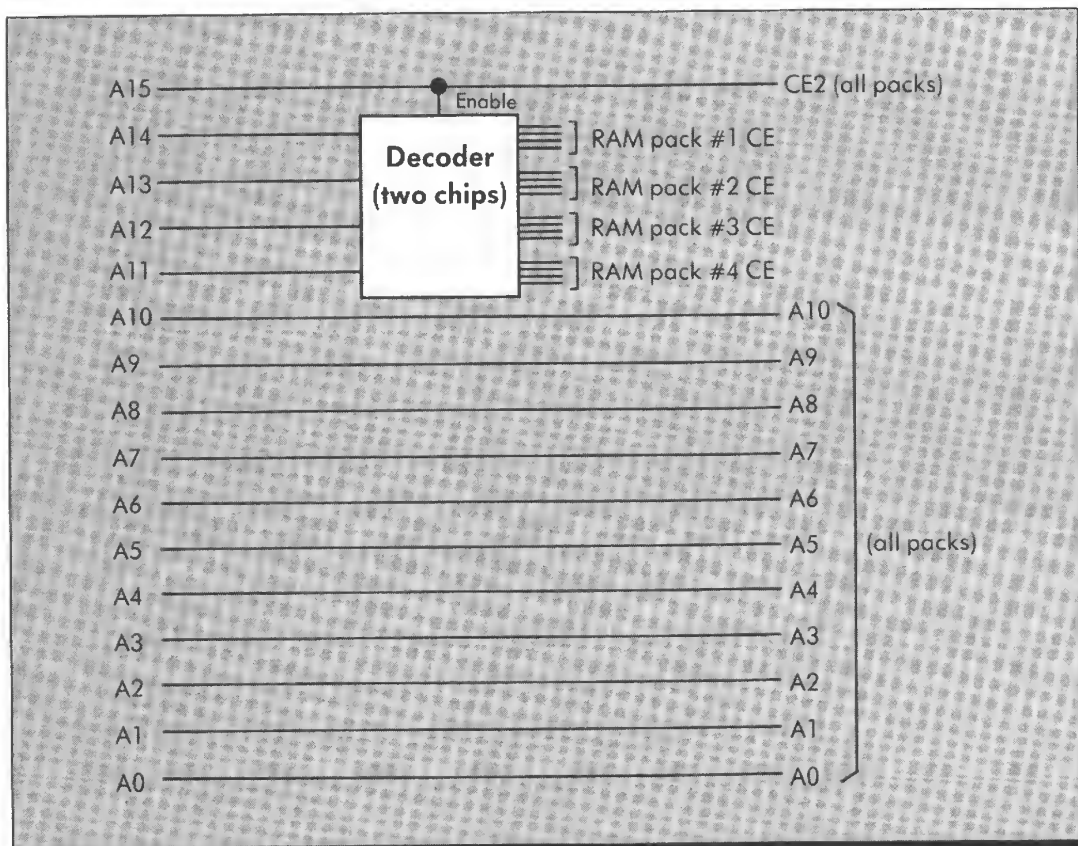 A15 CE2 (all packs)
Enable
A14 RAM pack #1 CE
Decoder
(two chips)
A13 RAM pack #2 CE
A12 RAM pack #3 CE
A11 RAM pack #4 CE
A10 A10
A9 A9
A8 A8
A7 A7
A6 A6
A5 A5 (all packs)
A4 A4
A3 A3
A2 A2
A1 A1
A0 A0